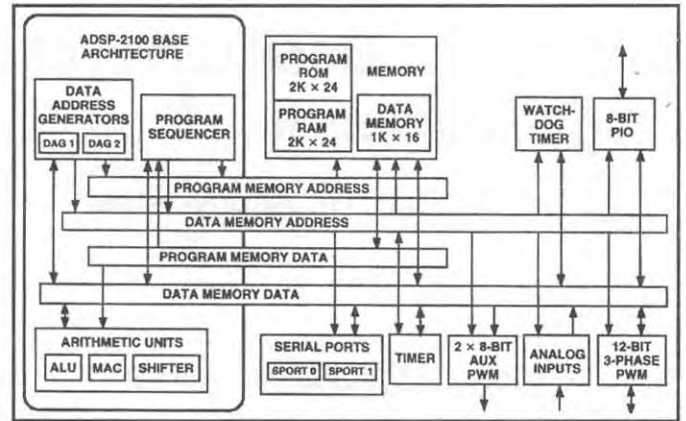 ADSP-2100 BASE
ARCHITECTURE
DATA
ADDRESS
GENERATORS
DAG 1
DAG 2
PROGRAM
SEQUENCER
PROGRAM
ROM
2K × 24
MEMORY
PROGRAM
RAM
2K × 24
DATA
MEMORY
1K × 16
WATCH-
DOG
TIMER
8-BIT
PIO
PROGRAM MEMORY ADDRESS
DATA MEMORY ADDRESS
PROGRAM MEMORY DATA
DATA MEMORY DATA
ARITHMETIC UNITS
ALU
MAC
SHIFTER
SERIAL PORTS
SPORT 0
SPORT 1
TIMER
2 × 8-BIT
AUX
PWM
ANALOG
INPUTS
12-BIT
3-PHASE
PWM